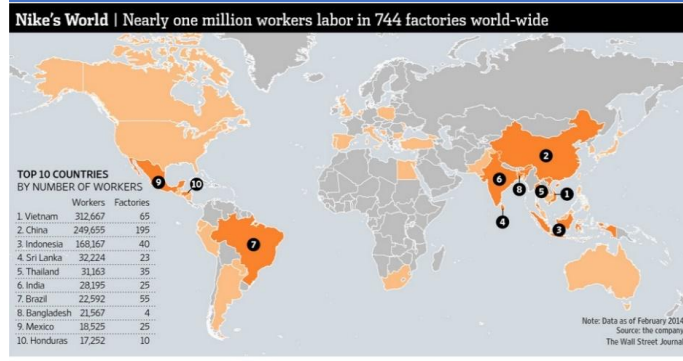 Nike's World | Nearly one million workers labor in 744 factories world-wide
TOP 10 COUNTRIES
BY NUMBER OF WORKERS
Workers Factories
1. Vietnam 312,667 65
2. China 249,655 195
3. Indonesia 168,167 40
4. Sri Lanka 32,224 23
5. Thailand 31,163 35
6. India 28,195 25
7. Brazil 22,592 55
8. Bangladesh 21,567 4
9. Mexico 18,525 25
10. Honduras 17,252 10
9
10
7
2
6
8
5
1
4
3
Note: Data as of February 2014
Source: the company
The Wall Street Journal